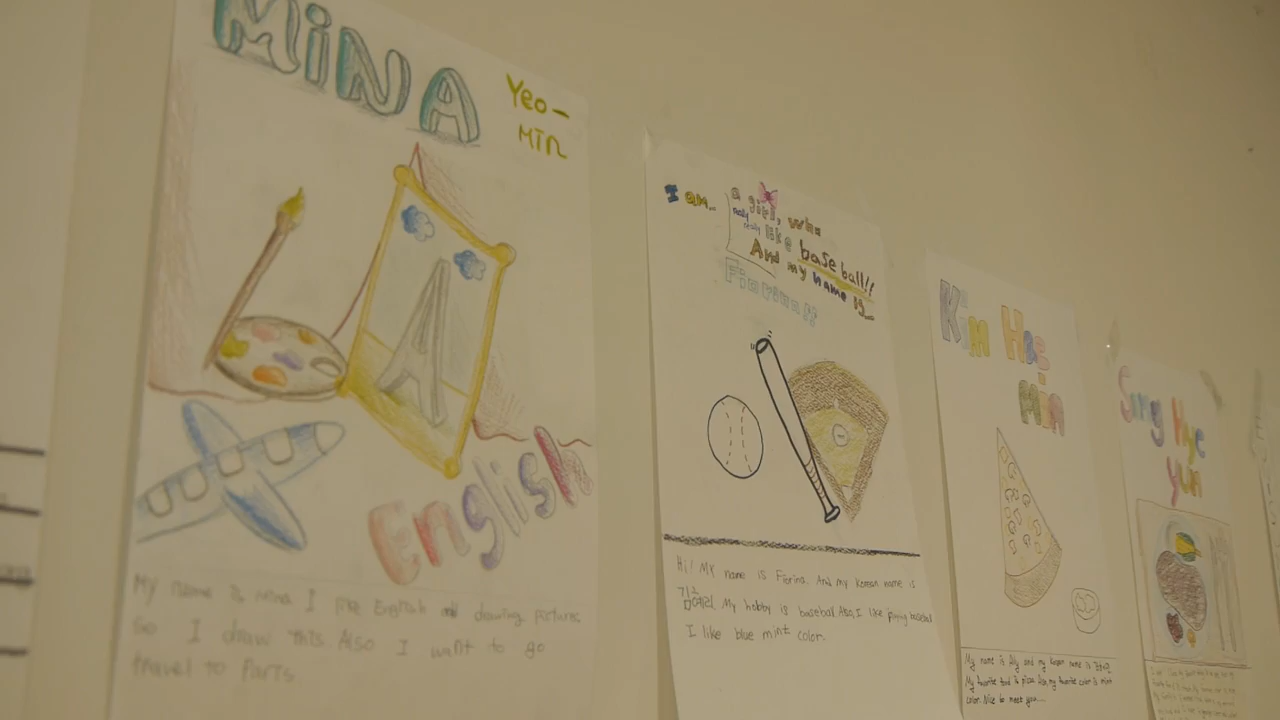 MiNA
Yeo-
Min
English
My name is Mina I like English and drawing pictures
So I draw this Also I want to go
travel to Paris
I am...
a girl, who
really
really like baseball!!
And my name is...
Fiorina!!
Hi! My name is Fiorina. And my Korean name is
My hobby is baseball. Also, I like playing baseball
I like blue mint color.
Kim Hae
Min
My name is and my Korean name is
My favorite food is pizza. Also, my favorite color is mint
color. Nice to meet you...
Song Hye
Yun